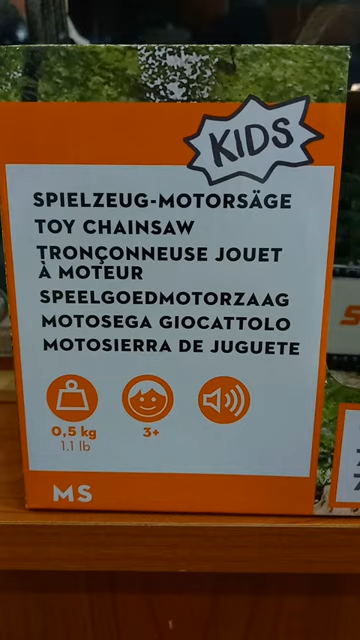 KIDS
SPIELZEUG-MOTORSÄGE
TOY CHAINSAW
TRONÇONNEUSE JOUET
À MOTEUR
SPEELGOEDMOTORZAAG
MOTOSEGA GIOCATTOLO
MOTOSIERRA DE JUGUETE
0,5 kg
1.1 lb
3+
MS